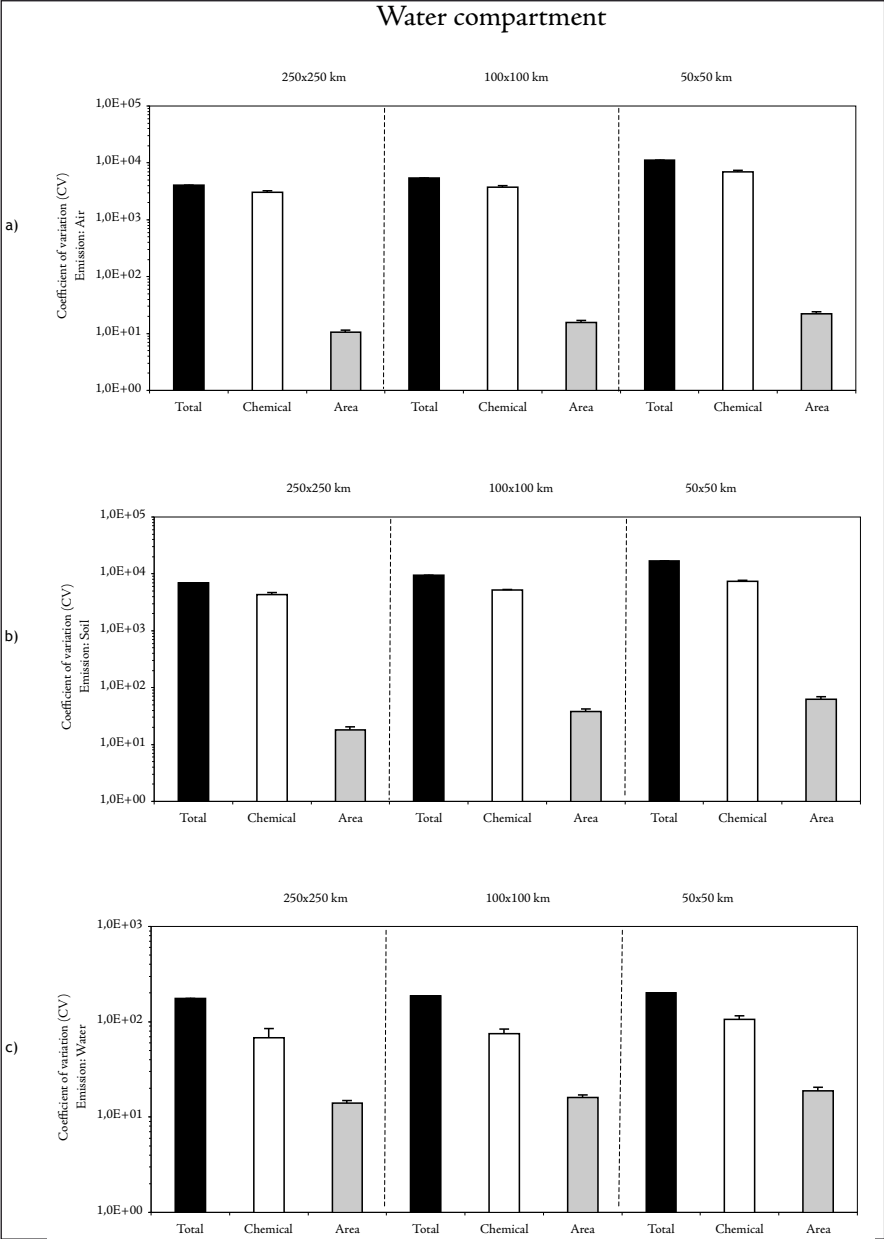 Water compartment
250x250 km 100x100 km 50x50 km
1,0E+05
1,0E+04
1,0E+03
1,0E+02
1,0E+01
1,0E+00
a)
Coefficient of variation (CV)
Emission: Air
Total Chemical Area Total Chemical Area Total Chemical Area
250x250 km 100x100 km 50x50 km
1,0E+05
1,0E+04
1,0E+03
1,0E+02
1,0E+01
1,0E+00
b)
Coefficient of variation (CV)
Emission: Soil
Total Chemical Area Total Chemical Area Total Chemical Area
250x250 km 100x100 km 50x50 km
1,0E+03
1,0E+02
1,0E+01
1,0E+00
c)
Coefficient of variation (CV)
Emission: Water
Total Chemical Area Total Chemical Area Total Chemical Area